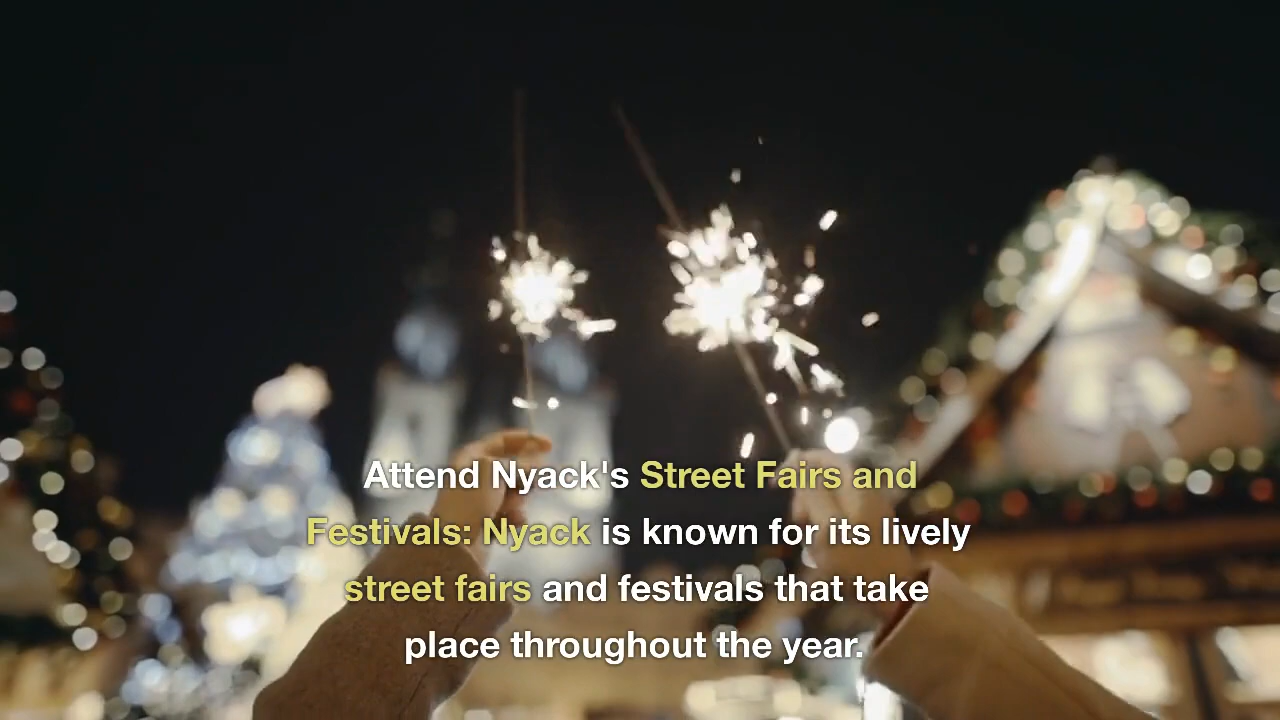 Attend Nyack's Street Fairs and
Festivals: Nyack is known for its lively
street fairs and festivals that take
place throughout the year.